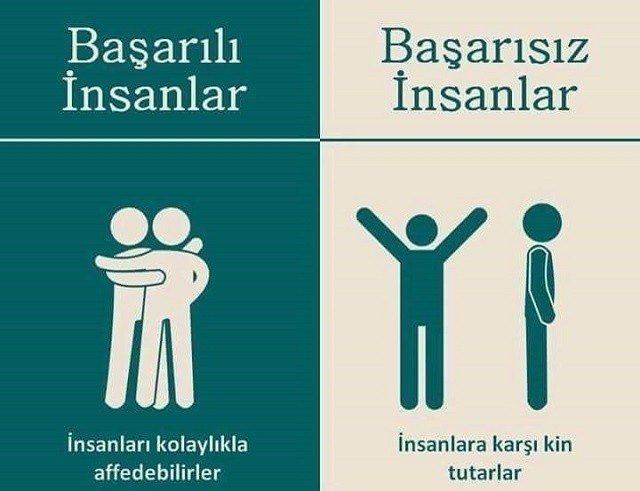 Başarılı
İnsanlar
Başarısız
İnsanlar
İnsanları kolaylıkla
affedebilirler
İnsanlara karşı kin
tutarlar